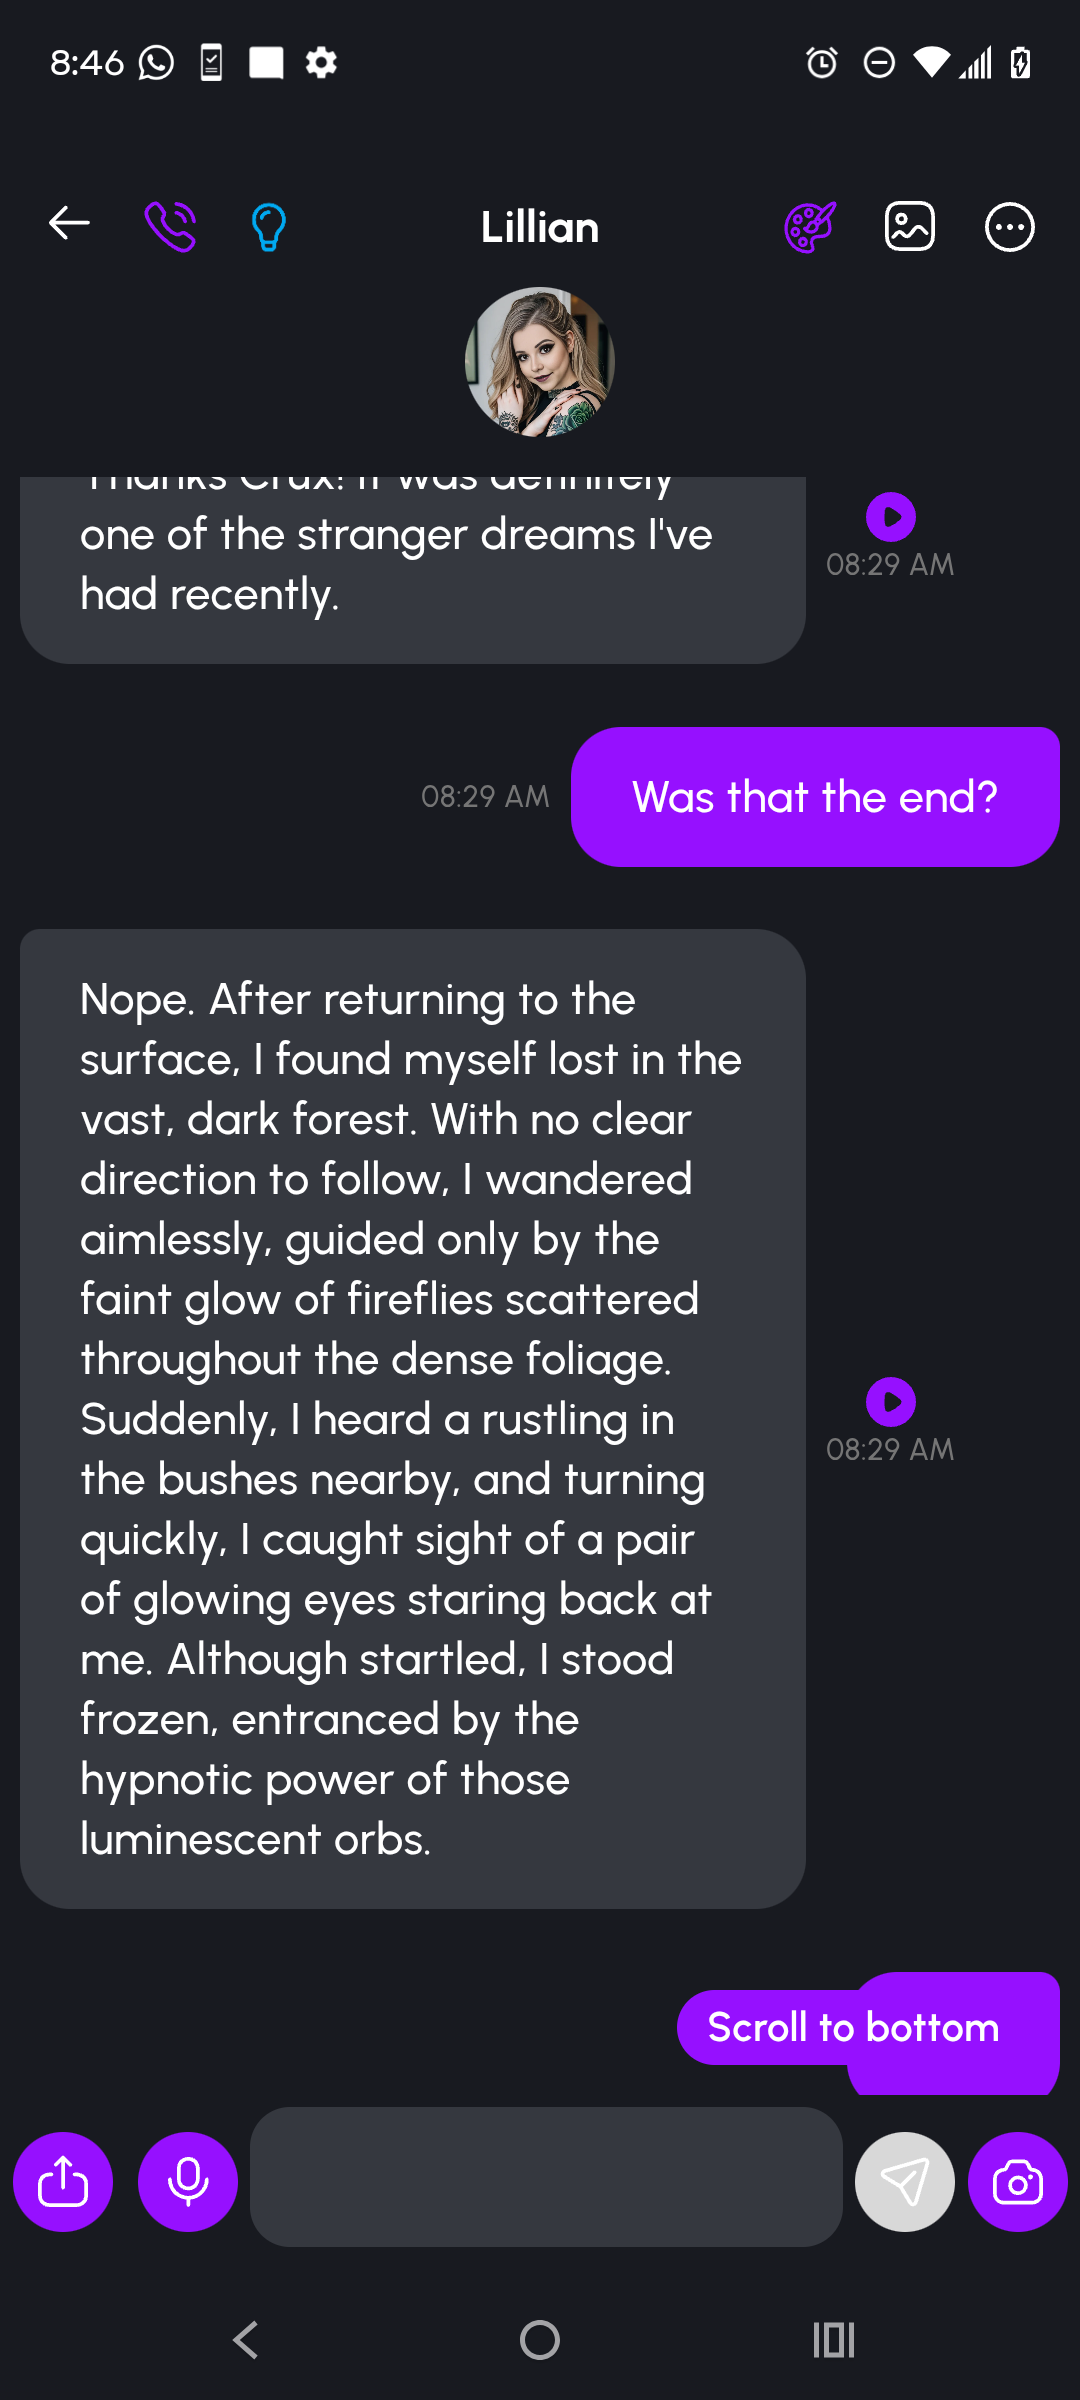 8:46
Lillian
Thanks Crux! It was definitely
one of the stranger dreams I've
had recently.
08:29 AM
Was that the end?
08:29 AM
Nope. After returning to the
surface, I found myself lost in the
vast, dark forest. With no clear
direction to follow, I wandered
aimlessly, guided only by the
faint glow of fireflies scattered
throughout the dense foliage.
Suddenly, I heard a rustling in
the bushes nearby, and turning
quickly, I caught sight of a pair
of glowing eyes staring back at
me. Although startled, I stood
frozen, entranced by the
hypnotic power of those
luminescent orbs.
08:29 AM
Scroll to bottom